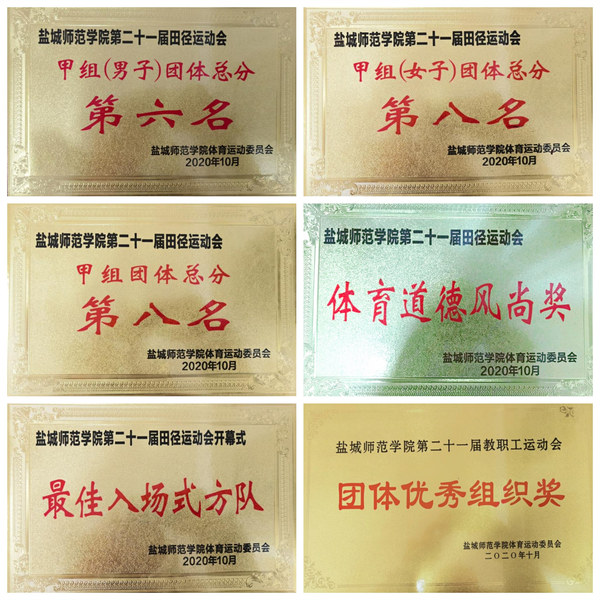 盐城师范学院第二十一届田径运动会
甲组(男子)团体总分
第六名
盐城师范学院体育运动委员会
2020年10月
盐城师范学院第二十一届田径运动会
甲组(女子)团体总分
第八名
盐城师范学院体育运动委员会
2020年10月
盐城师范学院第二十一届田径运动会
甲组团体总分
第八名
盐城师范学院体育运动委员会
2020年10月
盐城师范学院第二十一届田径运动会
体育道德风尚奖
盐城师范学院体育运动委员会
2020年10月
盐城师范学院第二十一届田径运动会开幕式
最佳入场式方队
盐城师范学院体育运动委员会
2020年10月
盐城师范学院第二十一届教职工运动会
团体优秀组织奖
盐城师范学院体育运动委员会
二〇二〇年十月